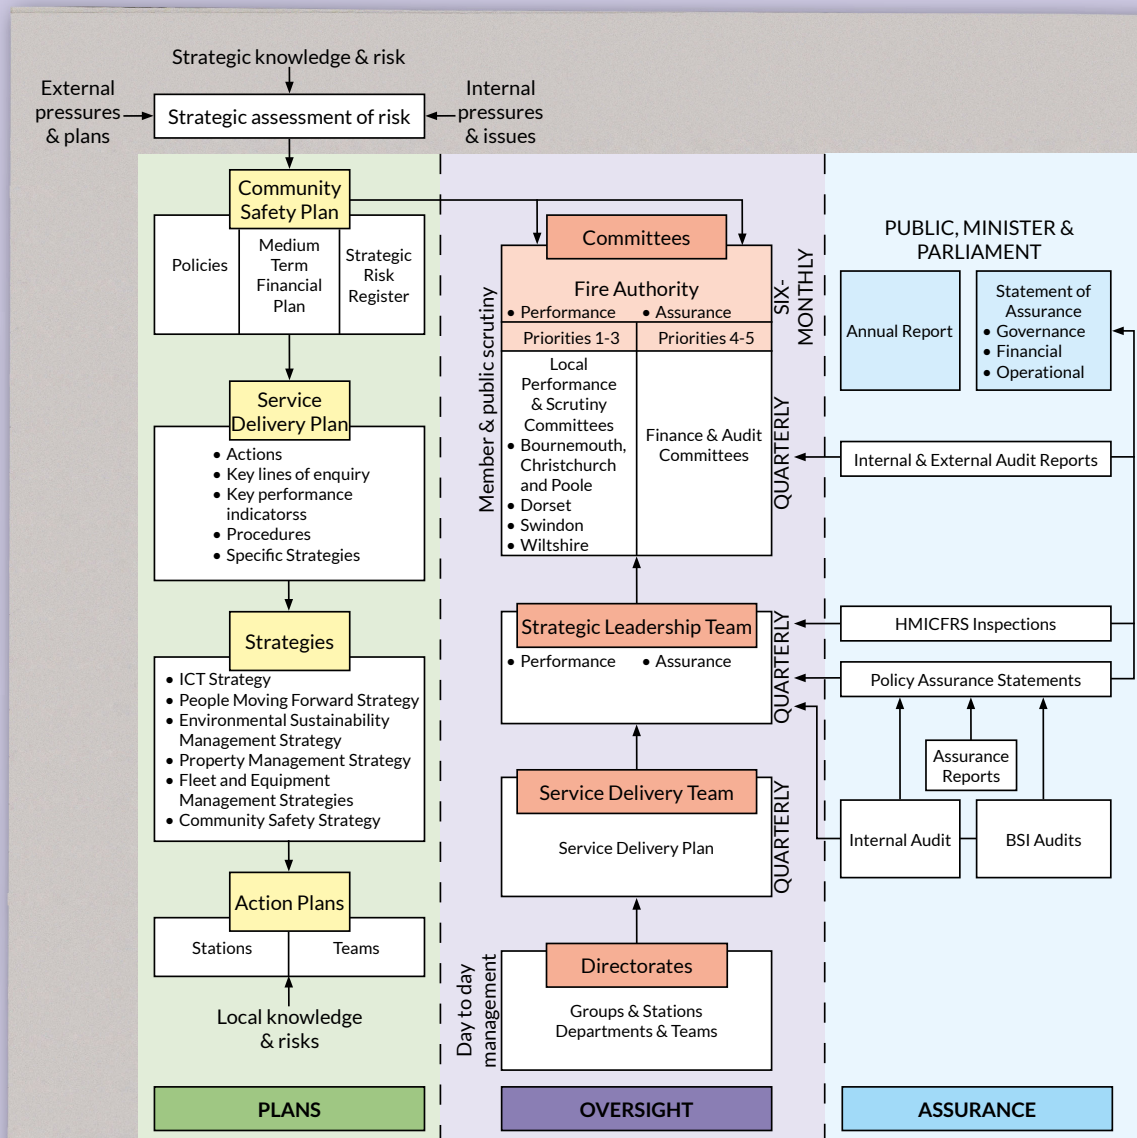 Strategic knowledge & risk
External
pressures
& plans
Strategic assessment of risk
Internal
pressures
& issues
Community
Safety Plan
Policies
Medium
Term
Financial
Plan
Strategic
Risk
Register
Service
Delivery Plan
• Actions
• Key lines of enquiry
• Key performance
indicatorss
• Procedures
• Specific Strategies
Strategies
• ICT Strategy
• People Moving Forward Strategy
• Environmental Sustainability
Management Strategy
• Property Management Strategy
• Fleet and Equipment
Management Strategies
• Community Safety Strategy
Action Plans
Stations
Teams
Local knowledge
& risks
PLANS
Committees
Fire Authority
• Performance
• Assurance
SIX-
MONTHLY
Priorities 1-3
Priorities 4-5
Member & public scrutiny
Local
Performance
& Scrutiny
Committees
• Bournemouth,
Christchurch
and Poole
• Dorset
• Swindon
• Wiltshire
Finance & Audit
Committees
QUARTERLY
Strategic Leadership Team
• Performance
• Assurance
QUARTERLY
Service Delivery Team
Service Delivery Plan
QUARTERLY
Directorates
Groups & Stations
Departments & Teams
Day to day
management
OVERSIGHT
PUBLIC, MINISTER &
PARLIAMENT
Annual Report
Statement of
Assurance
• Governance
• Financial
• Operational
Internal & External Audit Reports
HMICFRS Inspections
Policy Assurance Statements
Assurance
Reports
Internal Audit
BSI Audits
ASSURANCE